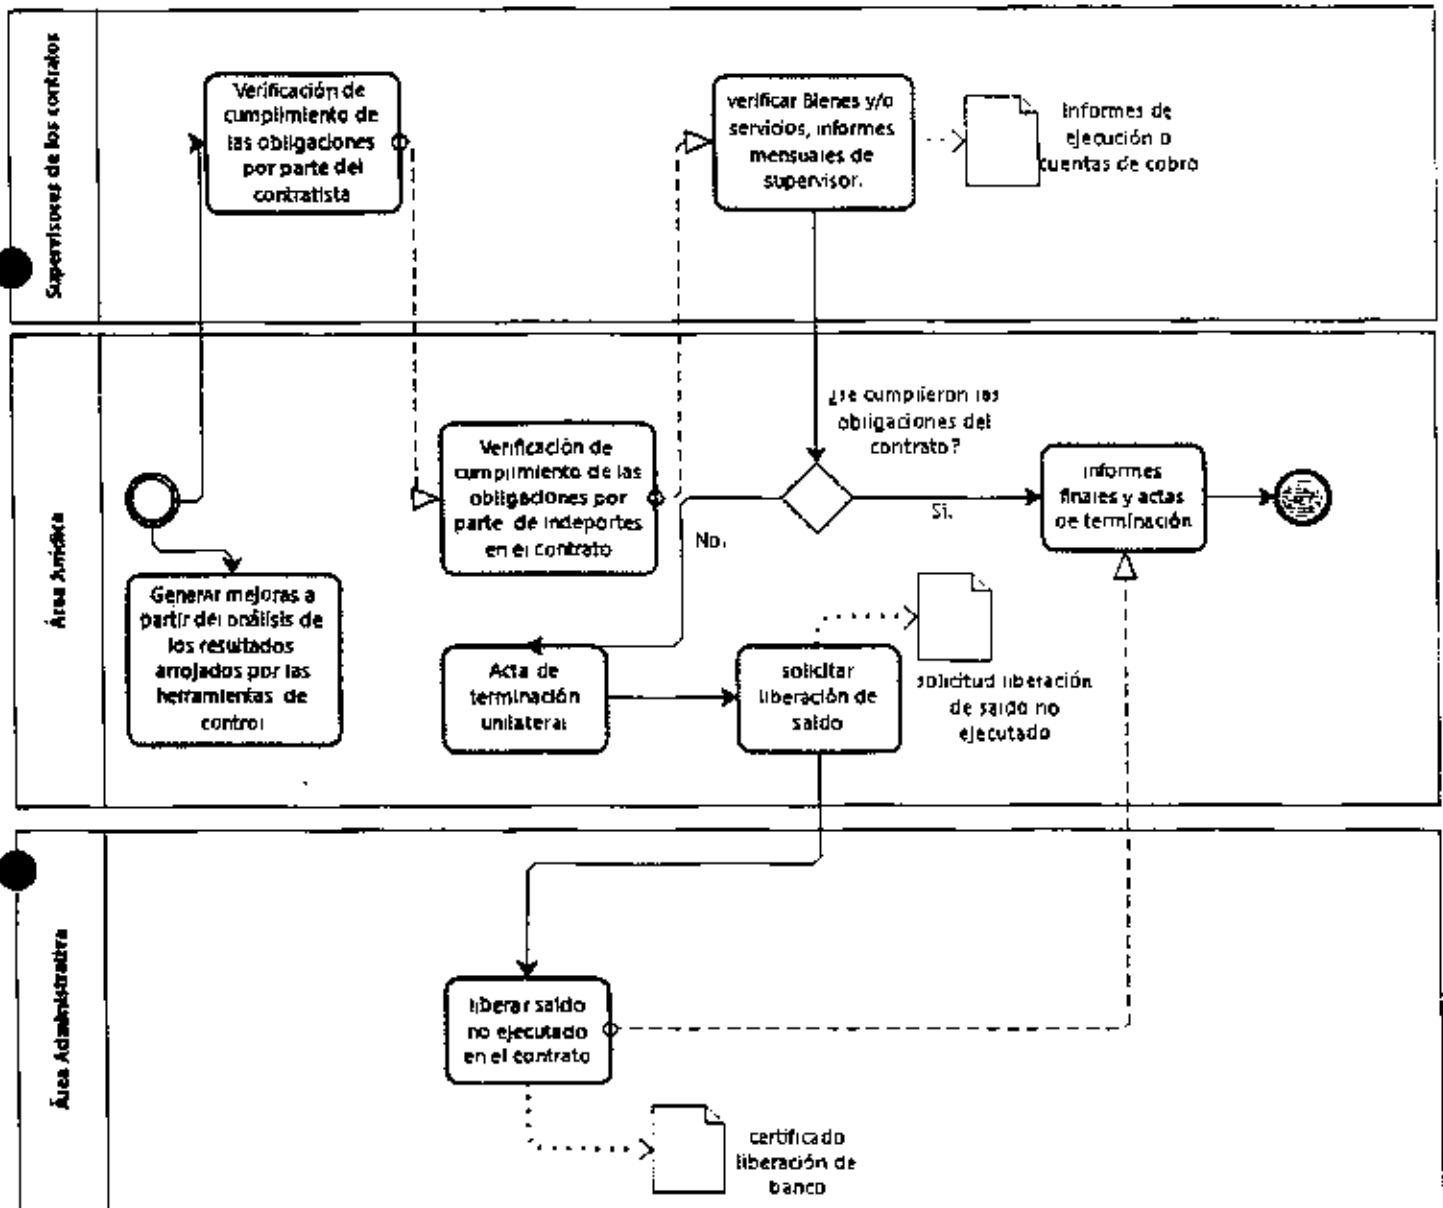 Supervisores de los contratos
Verificación de
cumplimiento de
las obligaciones
por parte del
contratista
verificar Bienes y/o
servicios, informes
mensuales de
supervisor.
Informes de
ejecución o
cuentas de cobro
Área Jurídica
Verificación de
cumplimiento de las
obligaciones por
parte de indeportes
en el contrato
¿se cumplieron las
obligaciones del
contrato?
Si.
No.
informes
finales y actas
de terminación
Generar mejoras a
partir del análisis de
los resultados
arrojados por las
herramientas de
control
Acta de
terminación
unilateral
solicitar
liberación de
saldo
solicitud liberación
de saldo no
ejecutado
Área Administrativa
liberar saldo
no ejecutado
en el contrato
certificado
liberación de
banco